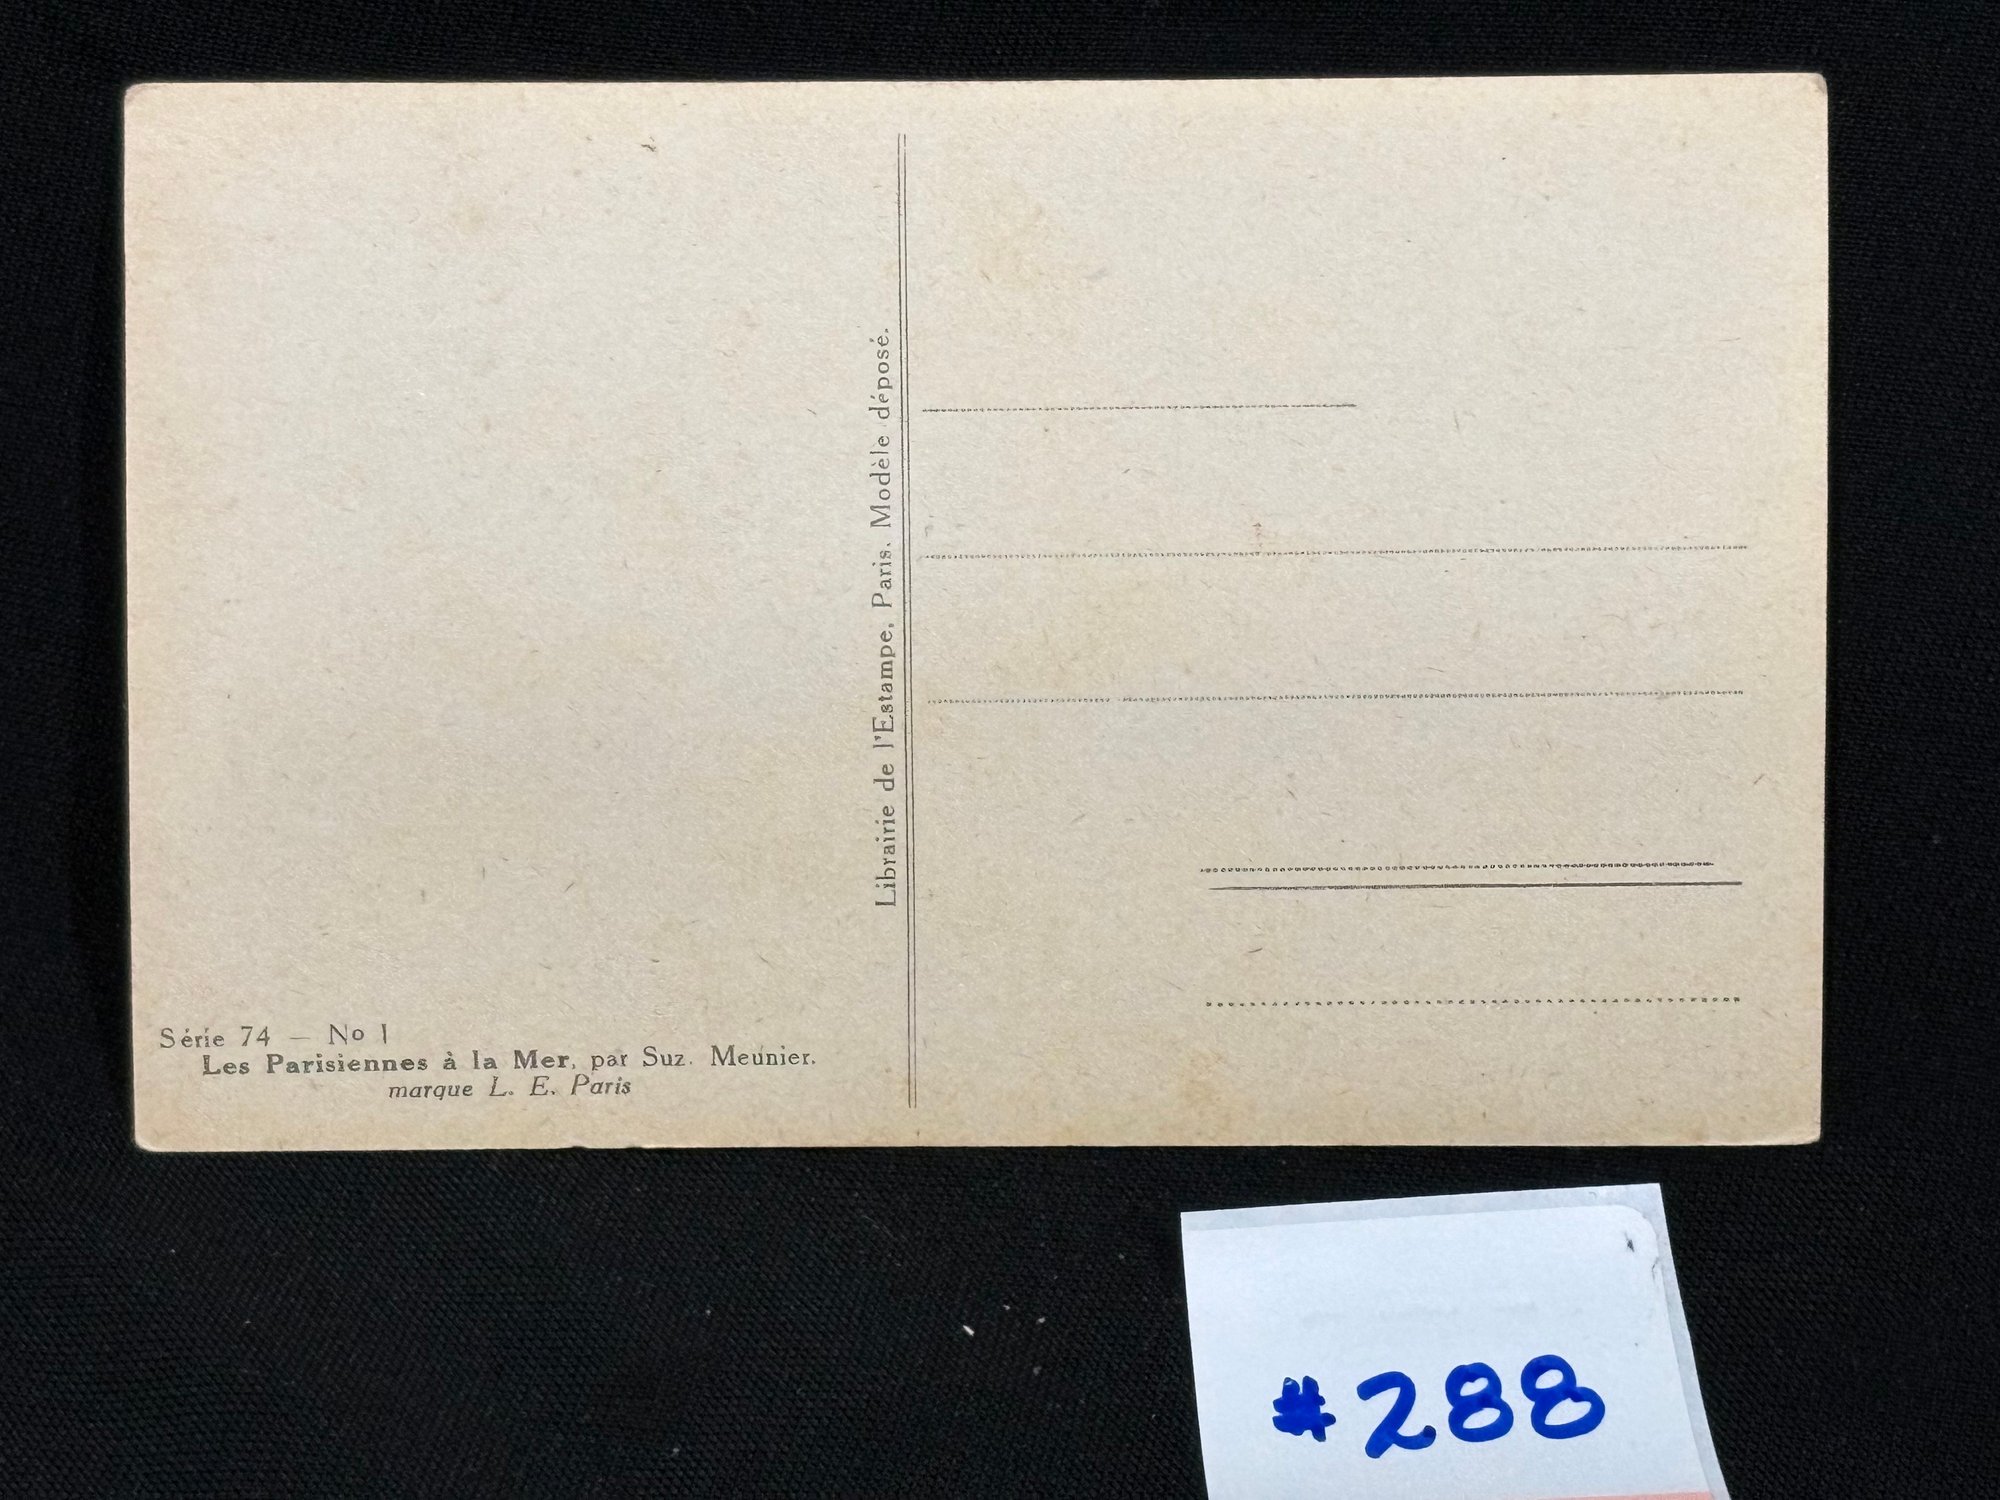 Librairie de l'Estampe, Paris. Modèle déposé.
Série 74 — No 1
Les Parisiennes à la Mer, par Suz. Meunier.
marque L. E. Paris
#288